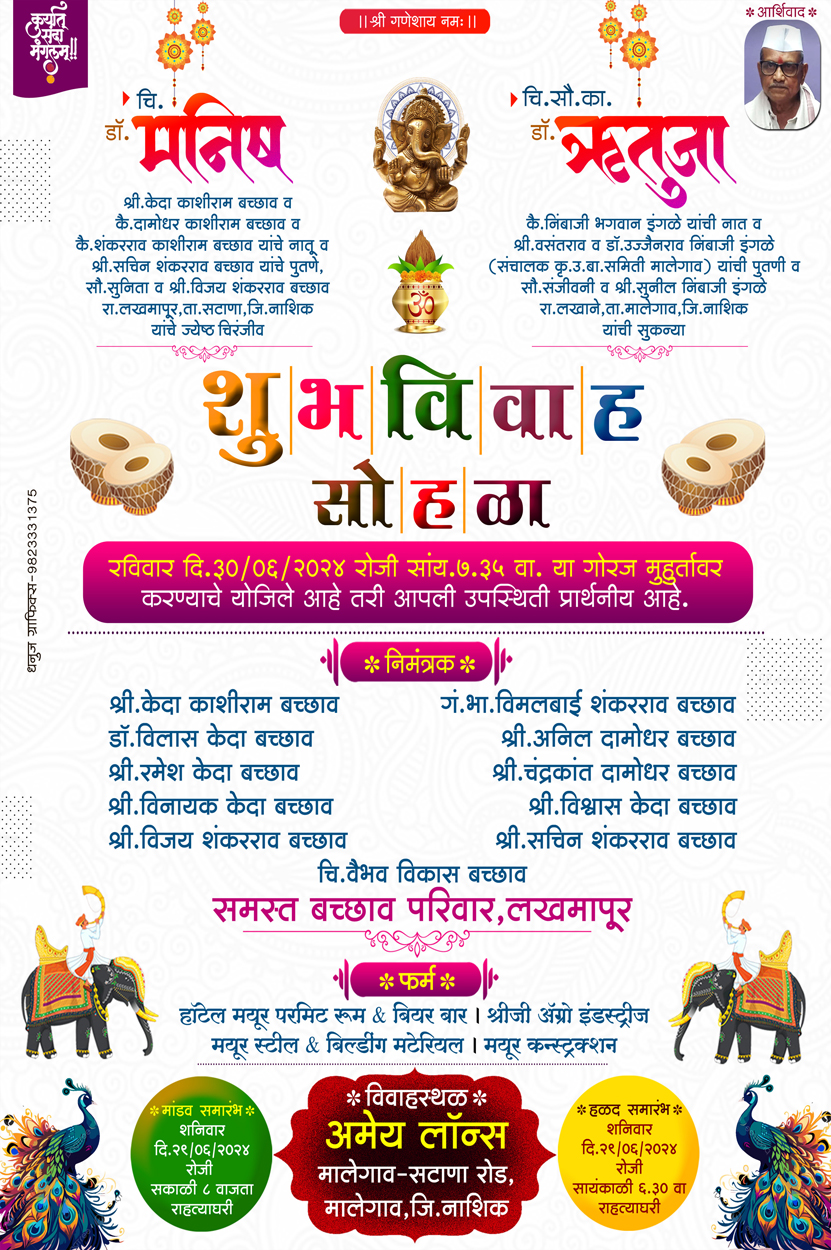 कुर्यात
सदा
मंगलम्!!
।।श्री गणेशाय नमः।।
✲ आर्शिवाद ✲
चि.
डॉ. मनिष
श्री.केदा काशीराम बच्छाव व
कै.दामोधर काशीराम बच्छाव व
कै.शंकरराव काशीराम बच्छाव यांचे नातू व
श्री.सचिन शंकरराव बच्छाव यांचे पुतणे,
सौ.सुनिता व श्री.विजय शंकरराव बच्छाव
रा.लखमापूर,ता.सटाणा,जि.नाशिक
यांचे ज्येष्ठ चिरंजीव
चि.सौ.का.
डॉ. ऋतुजा
कै.निंबाजी भगवान इंगळे यांची नात व
श्री.वसंतराव व डॉ.उज्जैनराव निंबाजी इंगळे
(संचालक कृ.उ.बा.समिती मालेगाव) यांची पुतणी व
सौ.संजीवनी व श्री.सुनील निंबाजी इंगळे
रा.लखाने,ता.मालेगाव,जि.नाशिक
यांची सुकन्या
ॐ
शुभविवाह
सोहळा
रविवार दि.३०/०६/२०२४ रोजी सांय.७.३५ वा. या गोरज मुहुर्तावर
करण्याचे योजिले आहे तरी आपली उपस्थिती प्रार्थनीय आहे.
धनुज ग्राफिक्स-9823331375
✲ निमंत्रक ✲
श्री.केदा काशीराम बच्छाव
गं.भा.विमलबाई शंकरराव बच्छाव
डॉ.विलास केदा बच्छाव
श्री.अनिल दामोधर बच्छाव
श्री.रमेश केदा बच्छाव
श्री.चंद्रकांत दामोधर बच्छाव
श्री.विनायक केदा बच्छाव
श्री.विश्वास केदा बच्छाव
श्री.विजय शंकरराव बच्छाव
श्री.सचिन शंकरराव बच्छाव
चि.वैभव विकास बच्छाव
समस्त बच्छाव परिवार,लखमापूर
✲ फर्म ✲
हॉटेल मयूर परमिट रूम & बियर बार । श्रीजी ॲग्रो इंडस्ट्रीज
मयूर स्टील & बिर्ल्डींग मटेरियल । मयूर कन्स्ट्रक्शन
✲ मांडव समारंभ ✲
शनिवार
दि.२९/०६/२०२४
रोजी
सकाळी ८ वाजता
राहत्याघरी
✲ विवाहस्थळ ✲
अमेय लॉन्स
मालेगाव-सटाणा रोड,
मालेगाव,जि.नाशिक
✲ हळद समारंभ ✲
शनिवार
दि.२९/०६/२०२४
रोजी
सायंकाळी ६.३० वा
राहत्याघरी